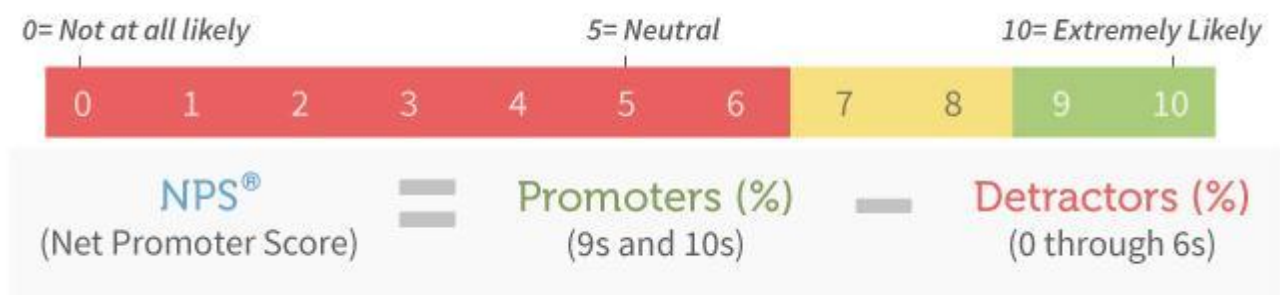 0= Not at all likely 5= Neutral 10= Extremely Likely
0 1 2 3 4 5 6 7 8 9 10
NPS® = Promoters (%) – Detractors (%)
(Net Promoter Score) (9s and 10s) (0 through 6s)